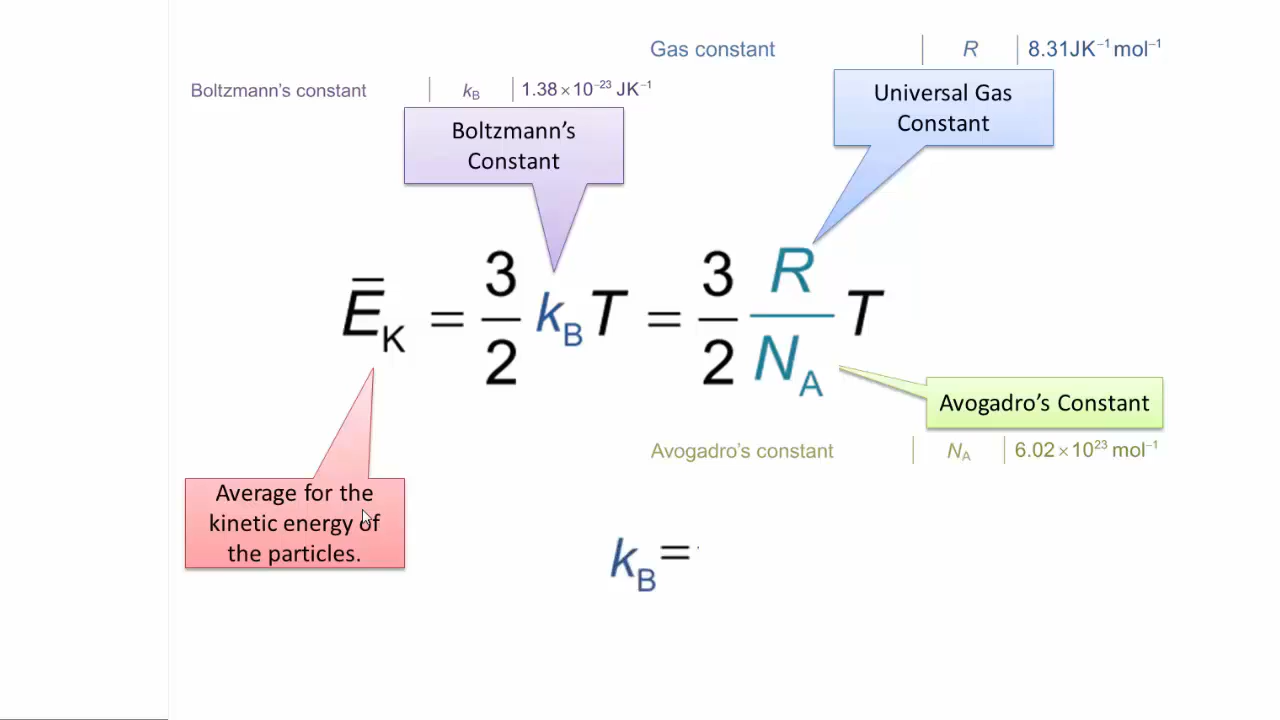 Gas constant R 8.31JK⁻¹mol⁻¹
Boltzmann's constant k_B 1.38×10⁻²³ JK⁻¹
Universal Gas
Constant
Boltzmann's
Constant
Ē_K = 3/2 k_B T = 3/2 R/N_A T
Avogadro's Constant
Avogadro's constant N_A 6.02×10²³ mol⁻¹
Average for the
kinetic energy of
the particles.
k_B =